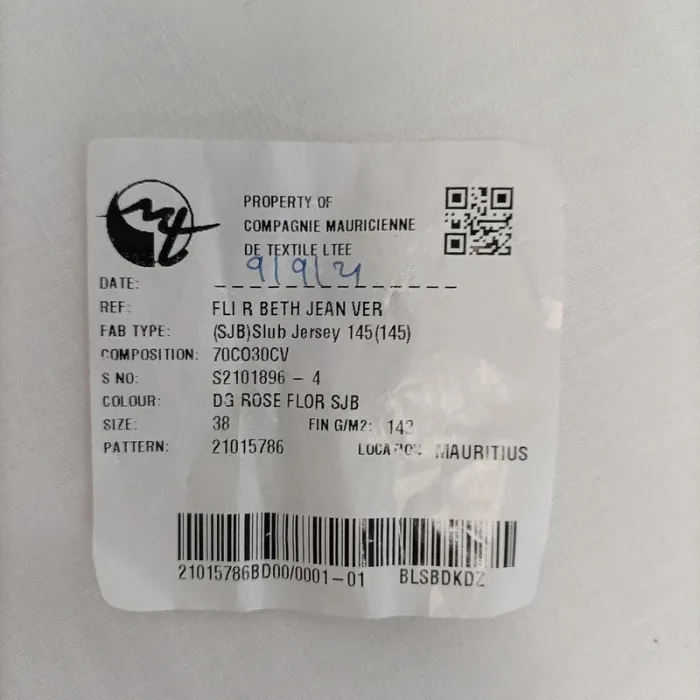 PROPERTY OF
COMPAGNIE MAURICIENNE
DE TEXTILE LTEE
DATE: 9/9/21
REF: FLI R BETH JEAN VER
FAB TYPE: (SJB)Slub Jersey 145(145)
COMPOSITION: 70CO30CV
S NO: S2101896 - 4
COLOUR: DG ROSE FLOR SJB
SIZE: 38 FIN G/M2: 142
PATTERN: 21015786 LOCATION: MAURITIUS
21015786BD00/0001-01 BLSBDKDZ